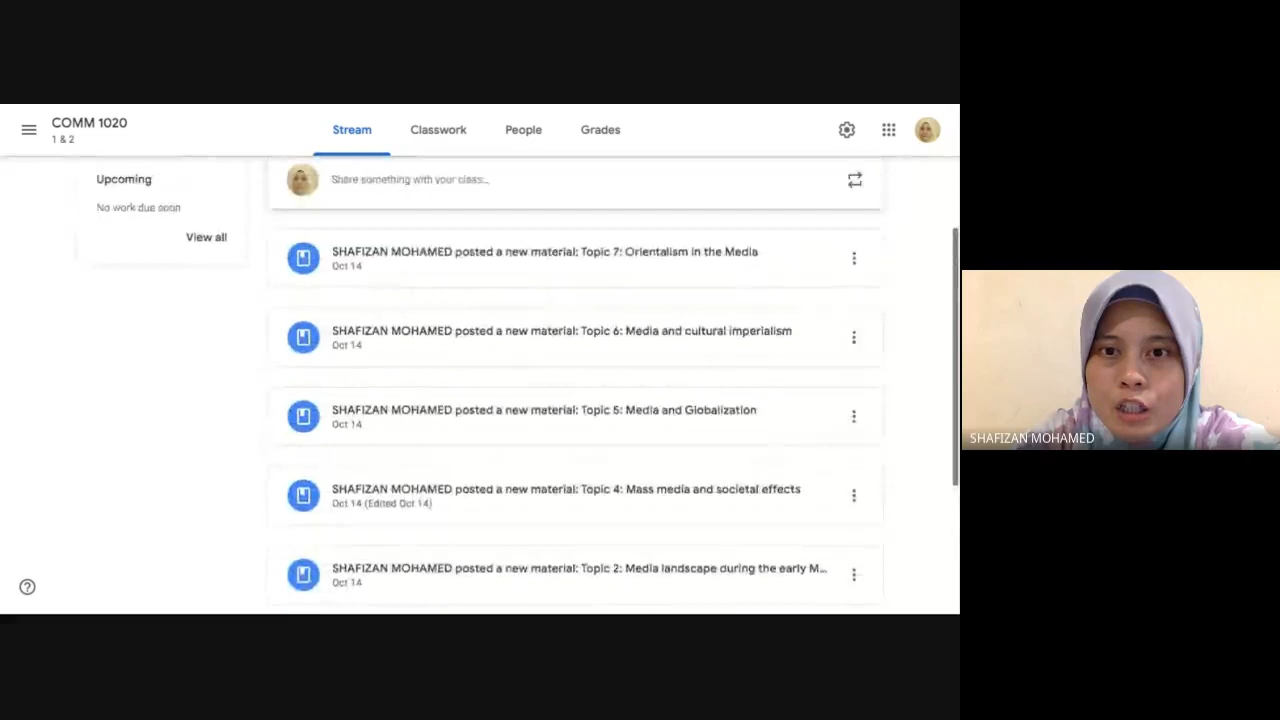 COMM 1020
1 & 2
Stream
Classwork
People
Grades
Upcoming
No work due soon
View all
Share something with your class...
SHAFIZAN MOHAMED posted a new material: Topic 7: Orientalism in the Media
Oct 14
SHAFIZAN MOHAMED posted a new material: Topic 6: Media and cultural imperialism
Oct 14
SHAFIZAN MOHAMED posted a new material: Topic 5: Media and Globalization
Oct 14
SHAFIZAN MOHAMED posted a new material: Topic 4: Mass media and societal effects
Oct 14 (Edited Oct 14)
SHAFIZAN MOHAMED posted a new material: Topic 2: Media landscape during the early M...
Oct 14
SHAFIZAN MOHAMED